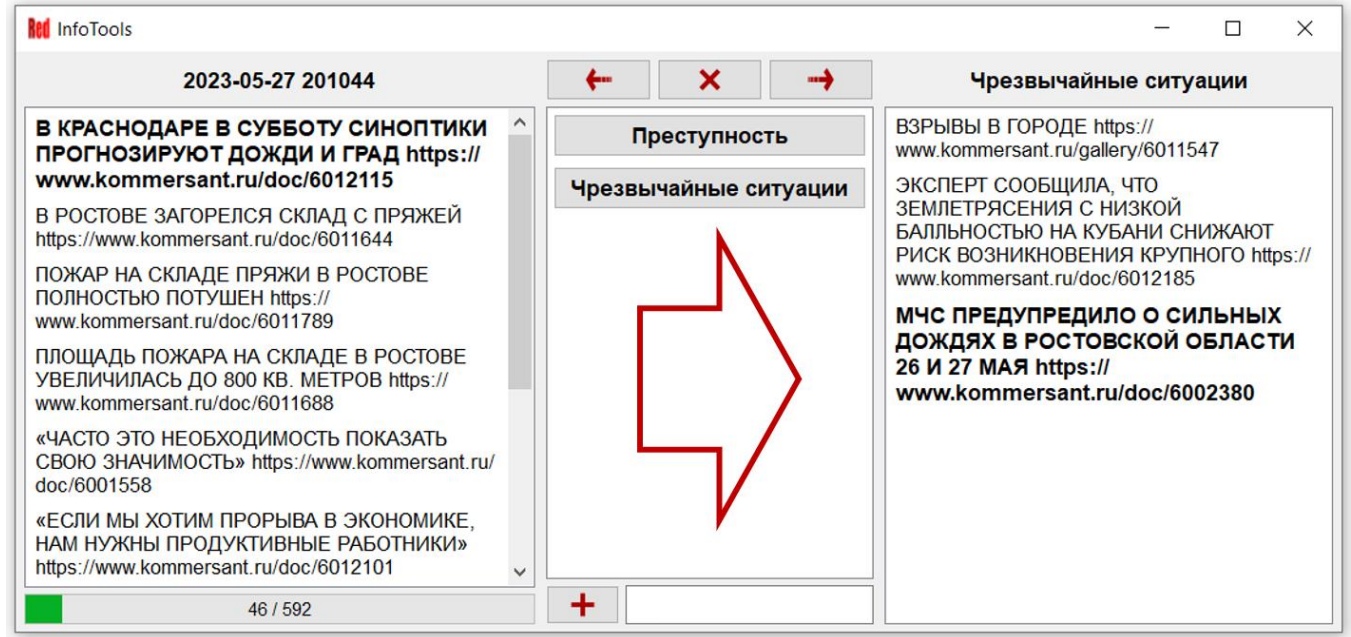 Red InfoTools
2023-05-27 201044
В КРАСНОДАРЕ В СУББОТУ СИНОПТИКИ
ПРОГНОЗИРУЮТ ДОЖДИ И ГРАД https://
www.kommersant.ru/doc/6012115
В РОСТОВЕ ЗАГОРЕЛСЯ СКЛАД С ПРЯЖЕЙ
https://www.kommersant.ru/doc/6011644
ПОЖАР НА СКЛАДЕ ПРЯЖИ В РОСТОВЕ
ПОЛНОСТЬЮ ПОТУШЕН https://
www.kommersant.ru/doc/6011789
ПЛОЩАДЬ ПОЖАРА НА СКЛАДЕ В РОСТОВЕ
УВЕЛИЧИЛАСЬ ДО 800 КВ. МЕТРОВ https://
www.kommersant.ru/doc/6011688
«ЧАСТО ЭТО НЕОБХОДИМОСТЬ ПОКАЗАТЬ
СВОЮ ЗНАЧИМОСТЬ» https://www.kommersant.ru/
doc/6001558
«ЕСЛИ МЫ ХОТИМ ПРОРЫВА В ЭКОНОМИКЕ,
НАМ НУЖНЫ ПРОДУКТИВНЫЕ РАБОТНИКИ»
https://www.kommersant.ru/doc/6012101
46 / 592
Преступность
Чрезвычайные ситуации
Чрезвычайные ситуации
ВЗРЫВЫ В ГОРОДЕ https://
www.kommersant.ru/gallery/6011547
ЭКСПЕРТ СООБЩИЛА, ЧТО
ЗЕМЛЕТРЯСЕНИЯ С НИЗКОЙ
БАЛЛЬНОСТЬЮ НА КУБАНИ СНИЖАЮТ
РИСК ВОЗНИКНОВЕНИЯ КРУПНОГО https://
www.kommersant.ru/doc/6012185
МЧС ПРЕДУПРЕДИЛО О СИЛЬНЫХ
ДОЖДЯХ В РОСТОВСКОЙ ОБЛАСТИ
26 И 27 МАЯ https://
www.kommersant.ru/doc/6002380